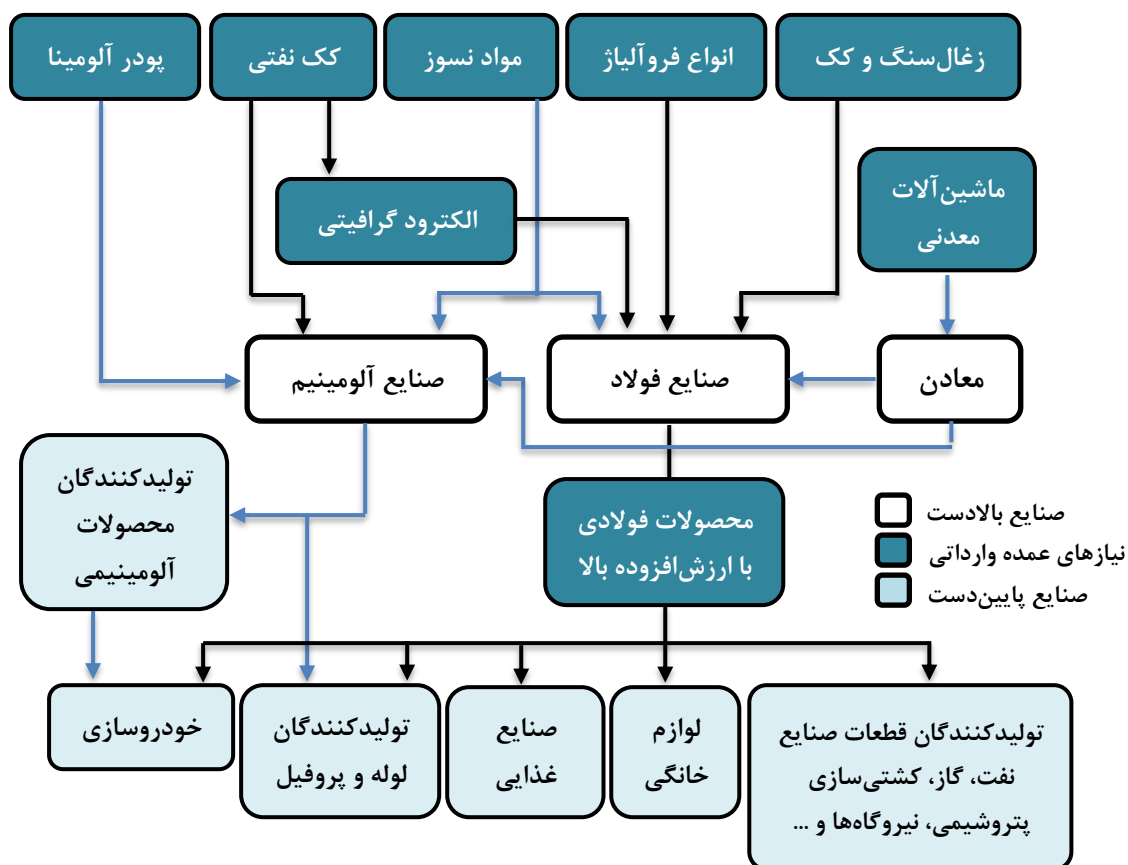 زغال‌سنگ و کک
انواع فروآلیاژ
مواد نسوز
کک نفتی
پودر آلومینا
ماشین‌آلات
معدنی
الکترود گرافیتی
معادن
صنایع فولاد
صنایع آلومینیم
محصولات فولادی
با ارزش‌افزوده بالا
تولیدکنندگان
محصولات
آلومینیمی
صنایع بالادست
نیازهای عمده وارداتی
صنایع پایین‌دست
تولیدکنندگان قطعات صنایع
نفت، گاز، کشتی‌سازی
پتروشیمی، نیروگاه‌ها و ...
لوازم
خانگی
صنایع
غذایی
تولیدکنندگان
لوله و پروفیل
خودروسازی